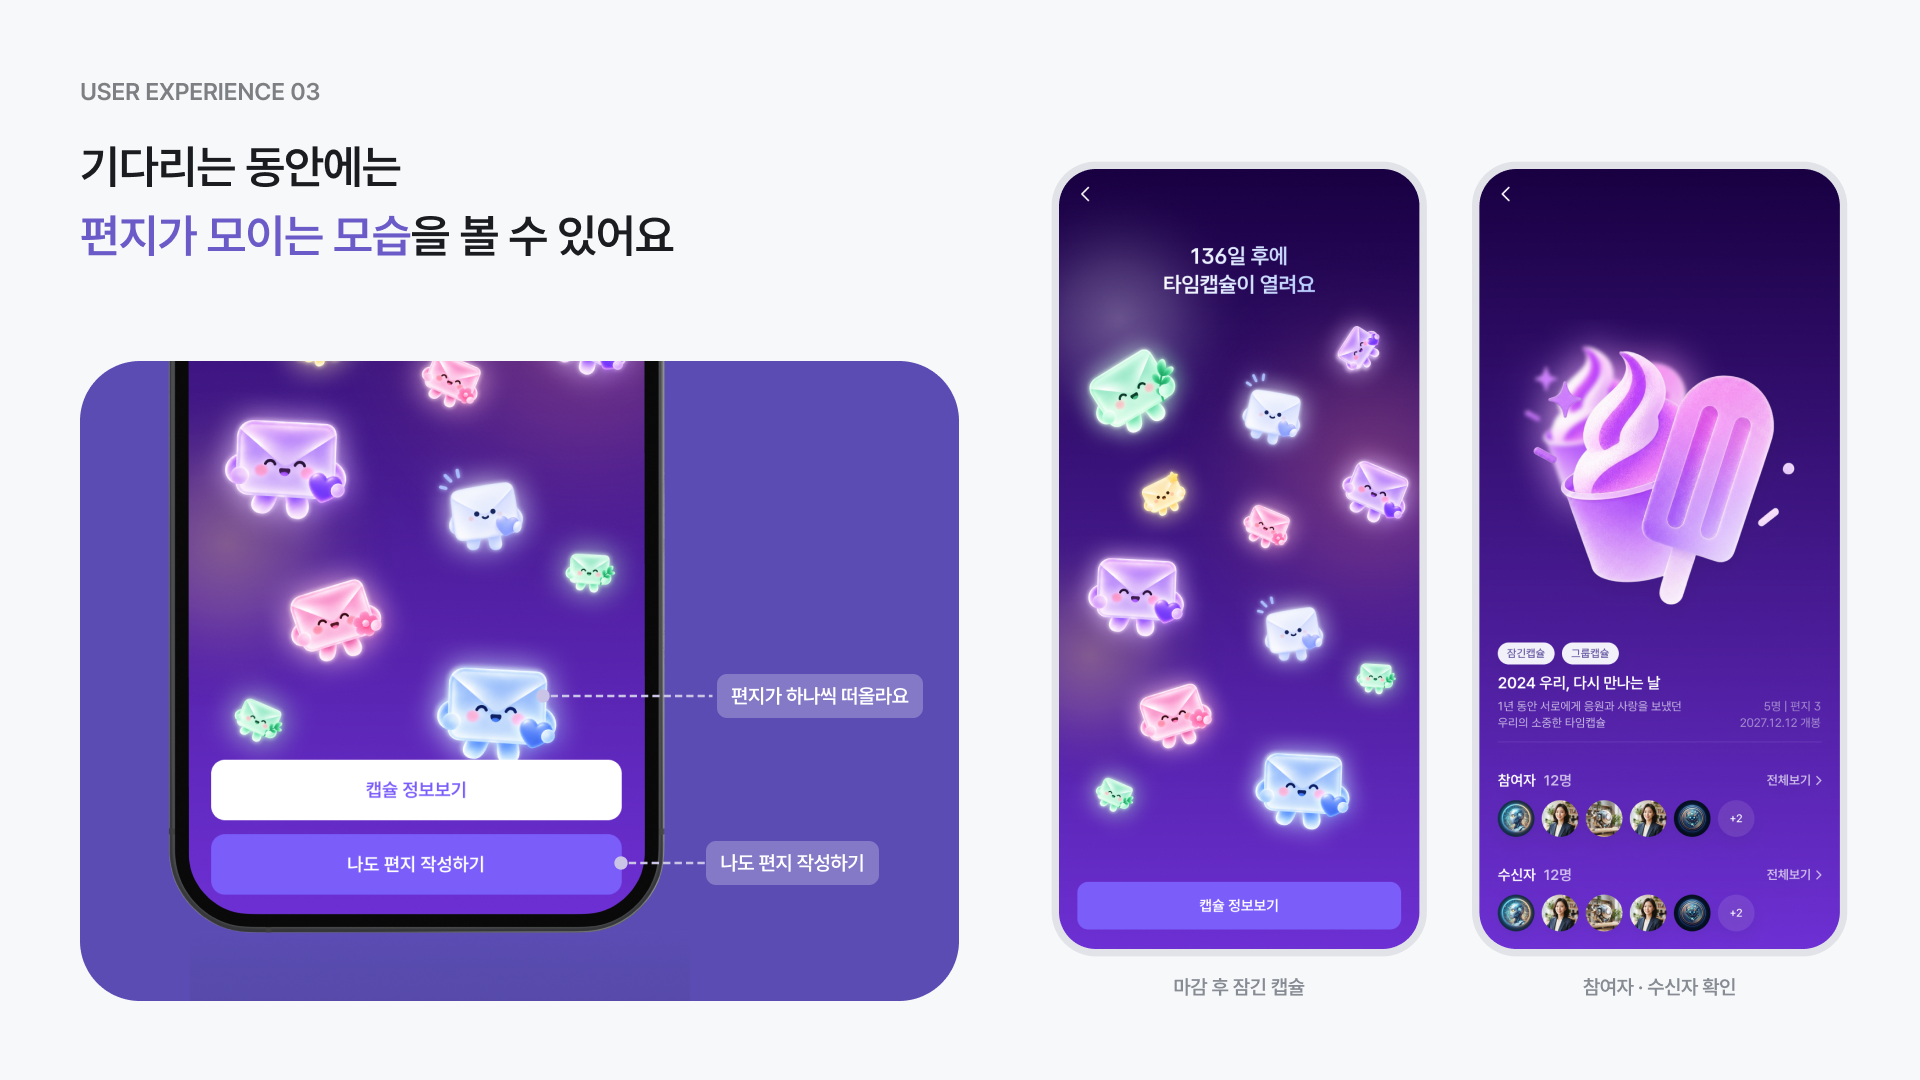 USER EXPERIENCE 03
기다리는 동안에는
편지가 모이는 모습을 볼 수 있어요
편지가 하나씩 떠올라요
캡슐 정보보기
나도 편지 작성하기
나도 편지 작성하기
136일 후에
타임캡슐이 열려요
캡슐 정보보기
마감 후 잠긴 캡슐
잠긴캡슐 그룹캡슐
2024 우리, 다시 만나는 날
1년 동안 서로에게 응원과 사랑을 보냈던 5명 | 편지 3
우리의 소중한 타임캡슐 2027.12.12 개봉
참여자 12명 전체보기
+2
수신자 12명 전체보기
+2
참여자 · 수신자 확인